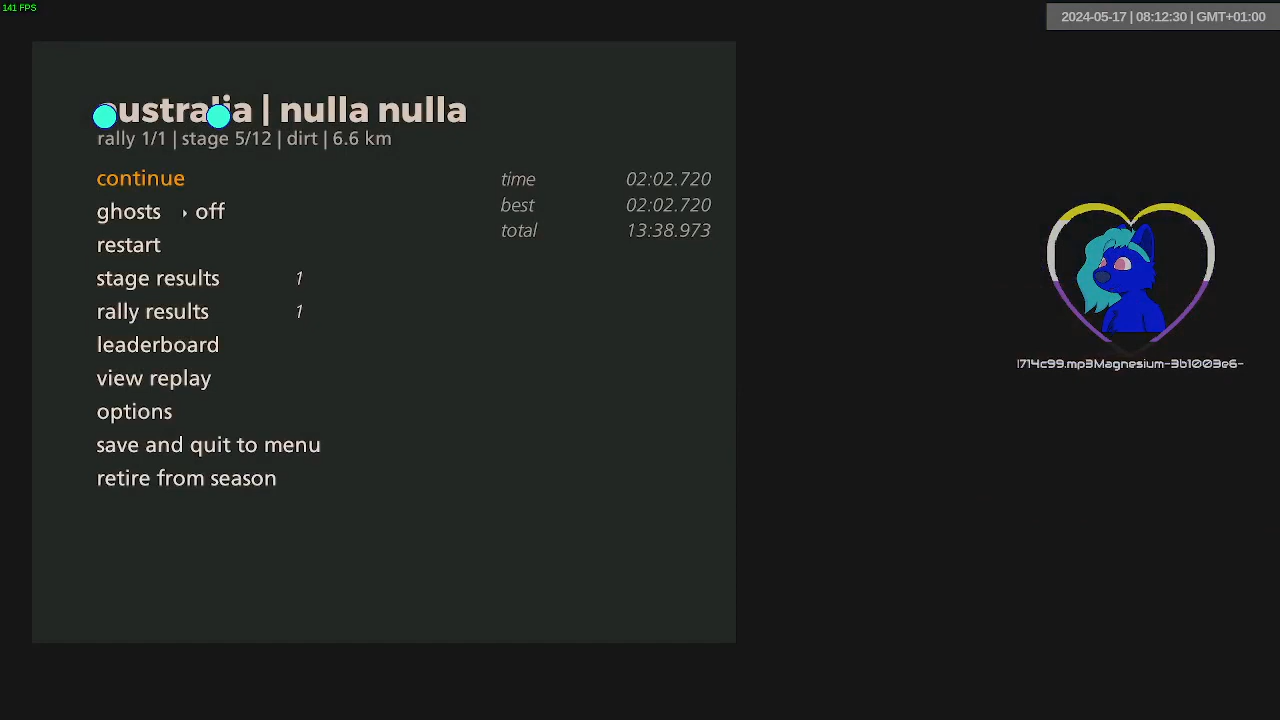 141 FPS
2024-05-17 | 08:12:30 | GMT+01:00
australia | nulla nulla
rally 1/1 | stage 5/12 | dirt | 6.6 km
continue
ghosts ‣ off
restart
stage results 1
rally results 1
leaderboard
view replay
options
save and quit to menu
retire from season
time 02:02.720
best 02:02.720
total 13:38.973
1714c99.mp3Magnesium-3b1003e6-